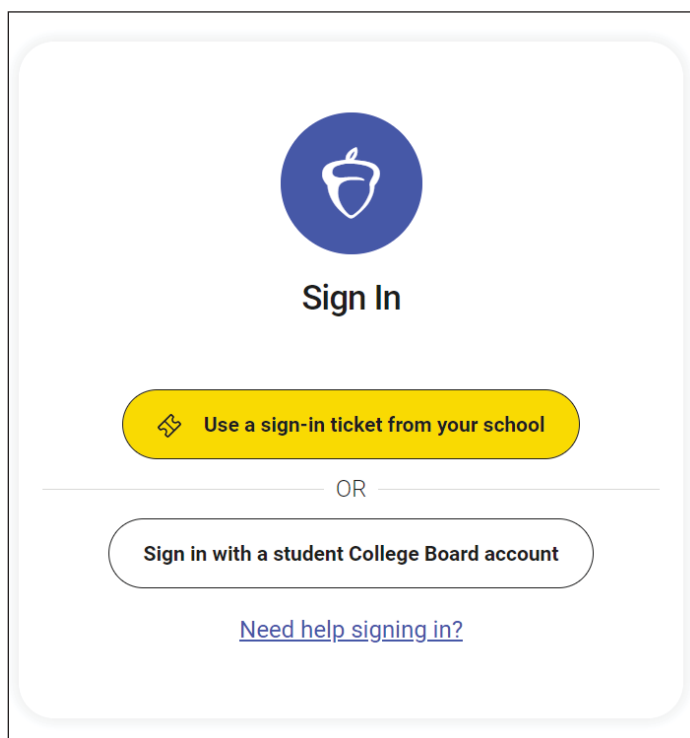 Sign In
Use a sign-in ticket from your school
OR
Sign in with a student College Board account
Need help signing in?